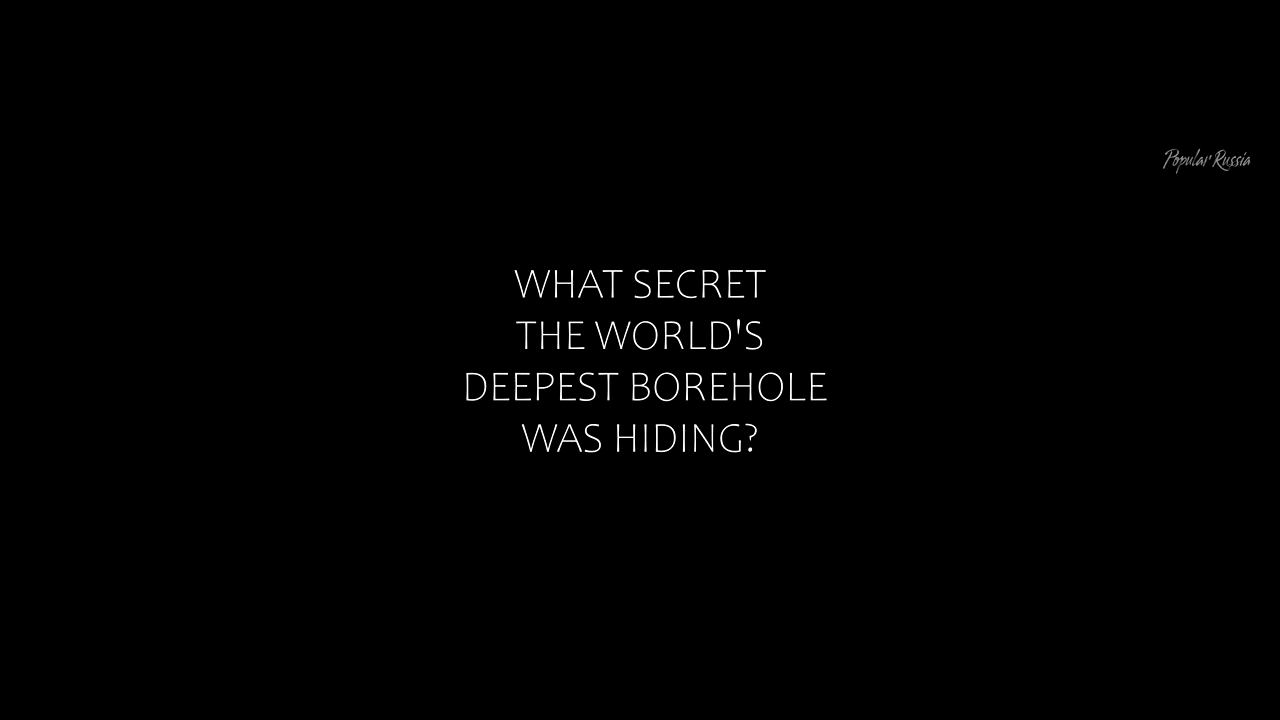 Popular Russia
WHAT SECRET
THE WORLD'S
DEEPEST BOREHOLE
WAS HIDING?